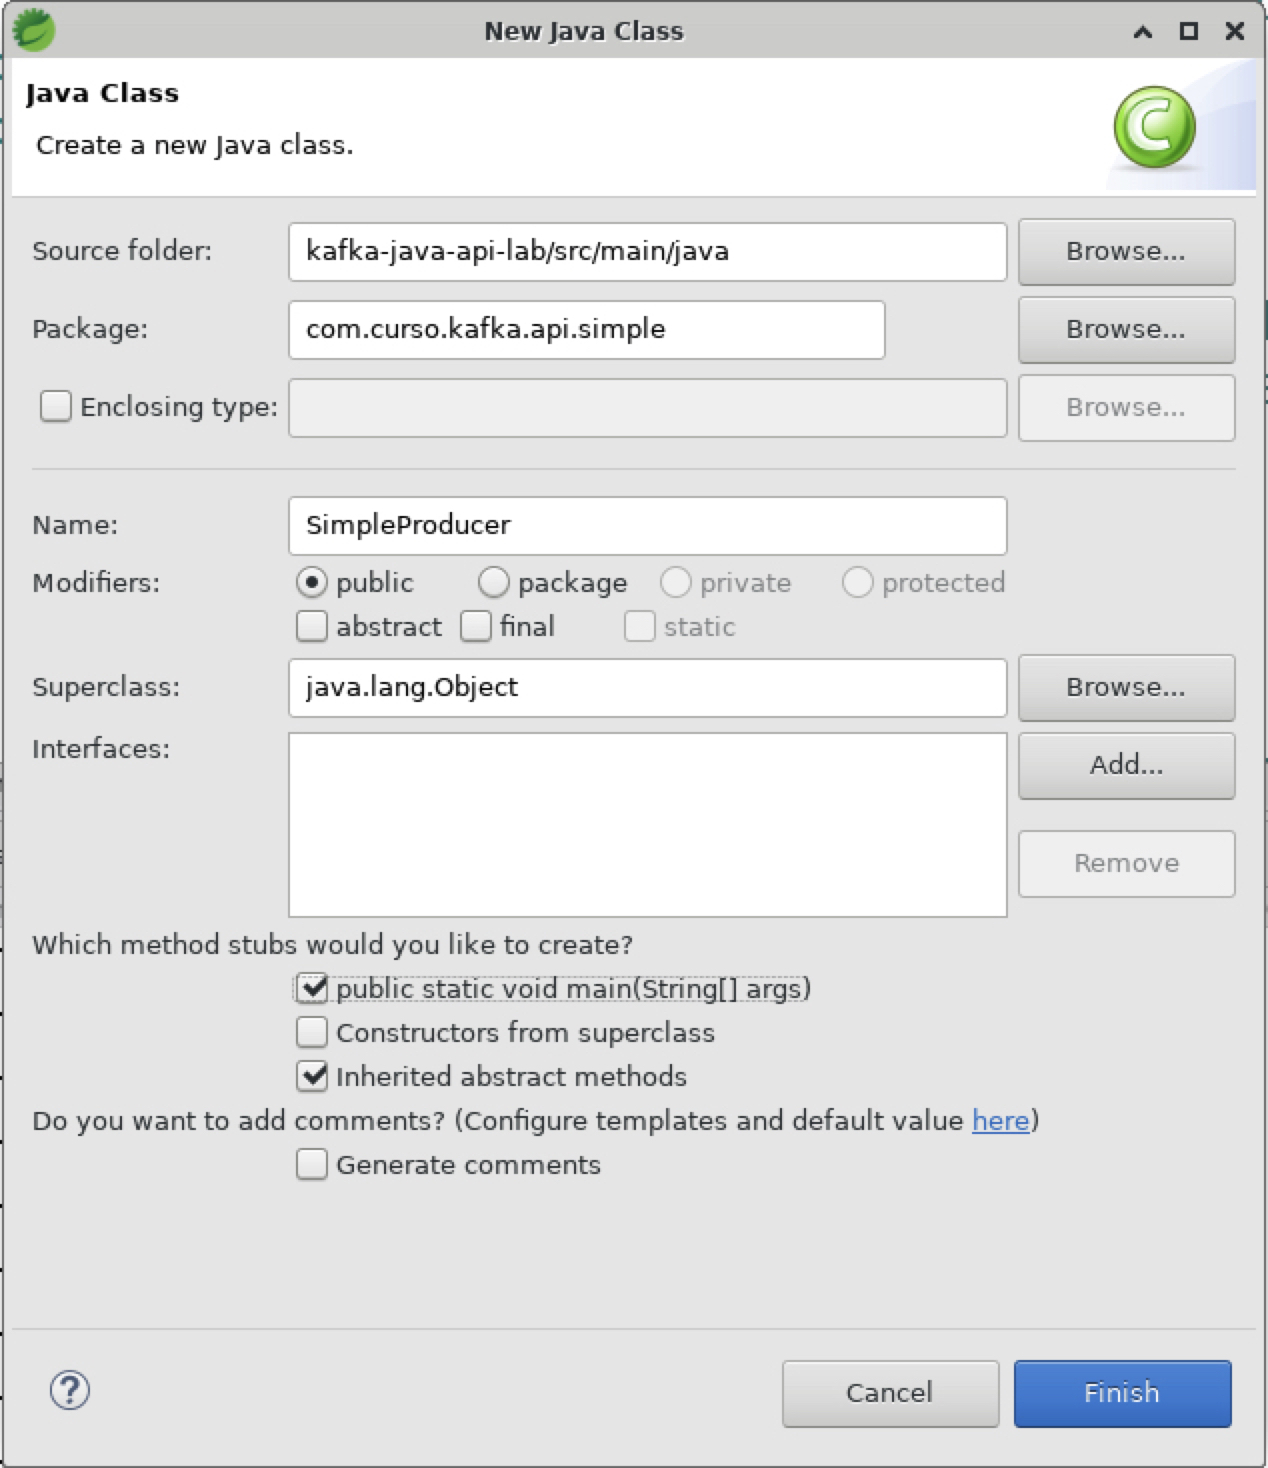 New Java Class
Java Class
Create a new Java class.
Source folder: kafka-java-api-lab/src/main/java Browse...
Package: com.curso.kafka.api.simple Browse...
Enclosing type: Browse...
Name: SimpleProducer
Modifiers: public package private protected
abstract final static
Superclass: java.lang.Object Browse...
Interfaces: Add...
Remove
Which method stubs would you like to create?
public static void main(String[] args)
Constructors from superclass
Inherited abstract methods
Do you want to add comments? (Configure templates and default value here)
Generate comments
? Cancel Finish